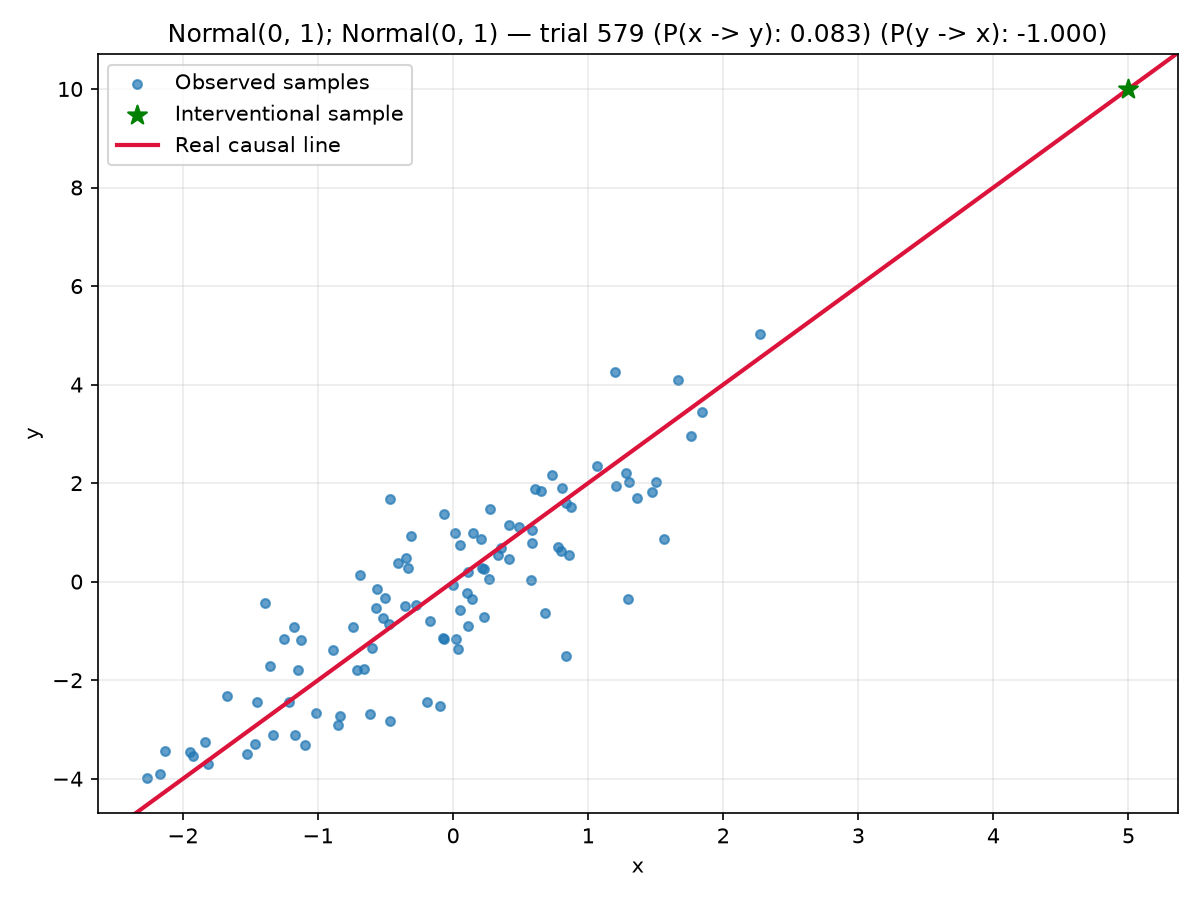 Normal(0, 1); Normal(0, 1) — trial 579 (P(x -> y): 0.083) (P(y -> x): -1.000)
Observed samples
Interventional sample
Real causal line
10
8
6
4
2
0
−2
−4
y
−2
−1
0
1
2
3
4
5
x